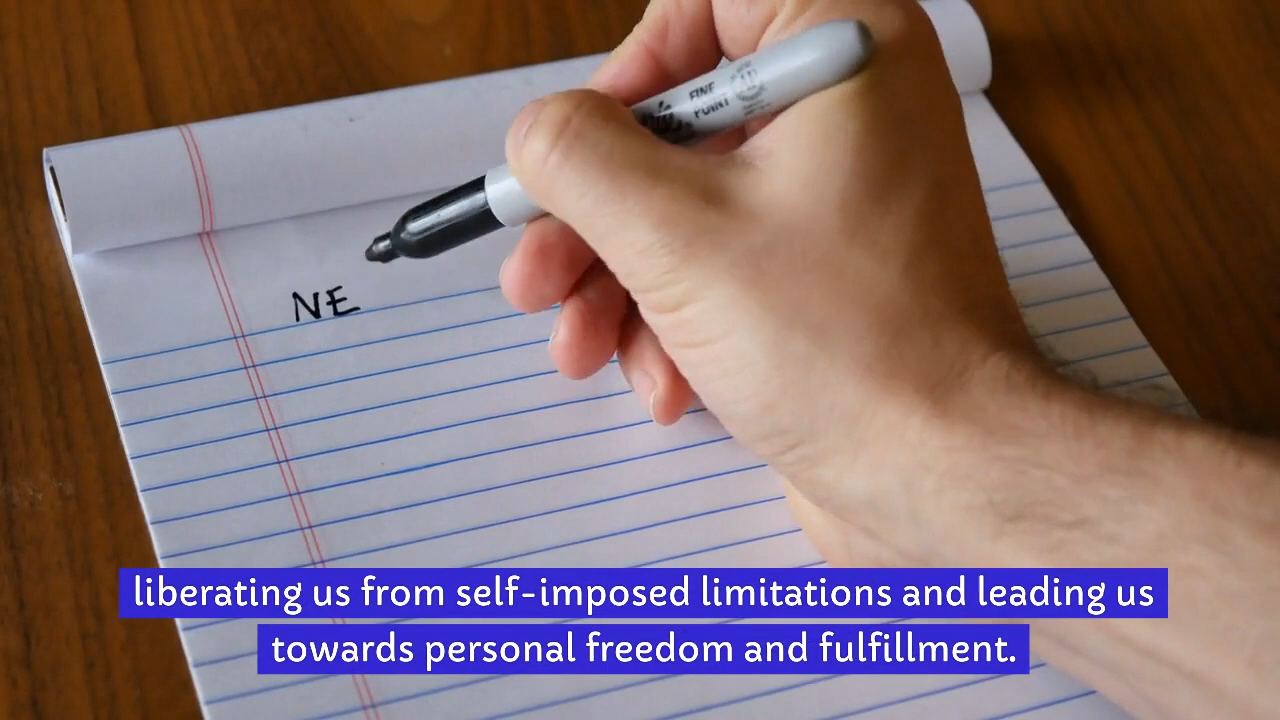 FINE
POINT
NE
liberating us from self-imposed limitations and leading us
towards personal freedom and fulfillment.